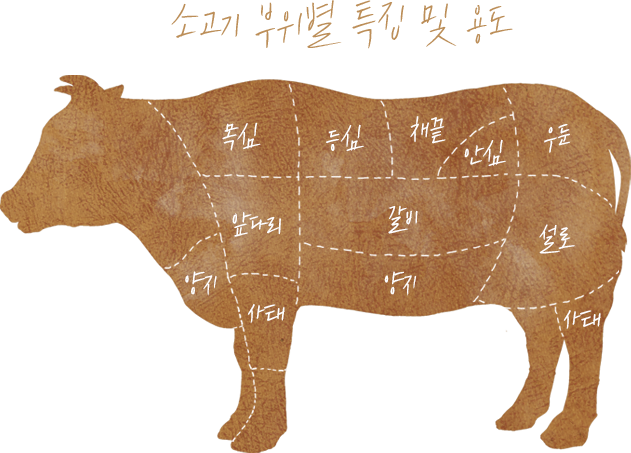 소고기 부위별 특징 및 용도
목심
등심
채끝
안심
우둔
앞다리
갈비
설도
양지
양지
사태
사태